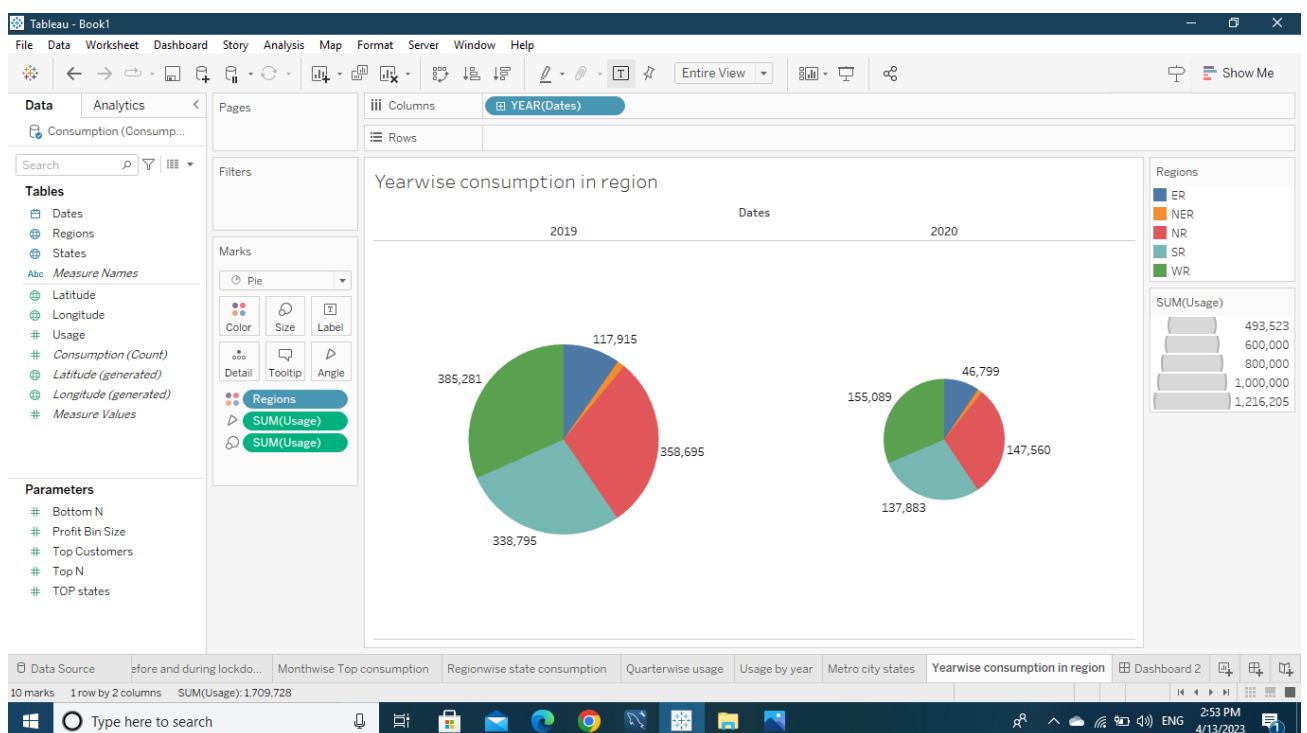 Tableau - Book1
File Data Worksheet Dashboard Story Analysis Map Format Server Window Help
Entire View
Show Me
Data Analytics
Consumption (Consump...
Search
Tables
Dates
Regions
States
Abc Measure Names
Latitude
Longitude
# Usage
# Consumption (Count)
Latitude (generated)
Longitude (generated)
# Measure Values
Parameters
# Bottom N
# Profit Bin Size
# Top Customers
# Top N
# TOP states
Pages
Filters
Marks
Pie
Color Size Label
Detail Tooltip Angle
Regions
SUM(Usage)
SUM(Usage)
iii Columns YEAR(Dates)
Rows
Yearwise consumption in region
Dates
2019 2020
117,915
385,281
358,695
338,795
46,799
155,089
147,560
137,883
Regions
ER
NER
NR
SR
WR
SUM(Usage)
493,523
600,000
800,000
1,000,000
1,216,205
Data Source efore and during lockdo... Monthwise Top consumption Regionwise state consumption Quarterwise usage Usage by year Metro city states Yearwise consumption in region Dashboard 2
10 marks 1 row by 2 columns SUM(Usage): 1,709,728
Type here to search
ENG
2:53 PM
4/13/2023
1